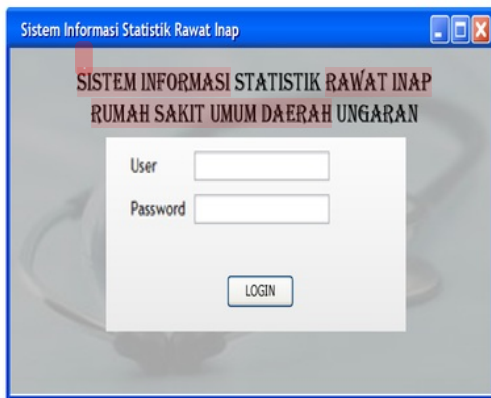 Sistem Informasi Statistik Rawat Inap
SISTEM INFORMASI STATISTIK RAWAT INAP
RUMAH SAKIT UMUM DAERAH UNGARAN
User
Password
LOGIN